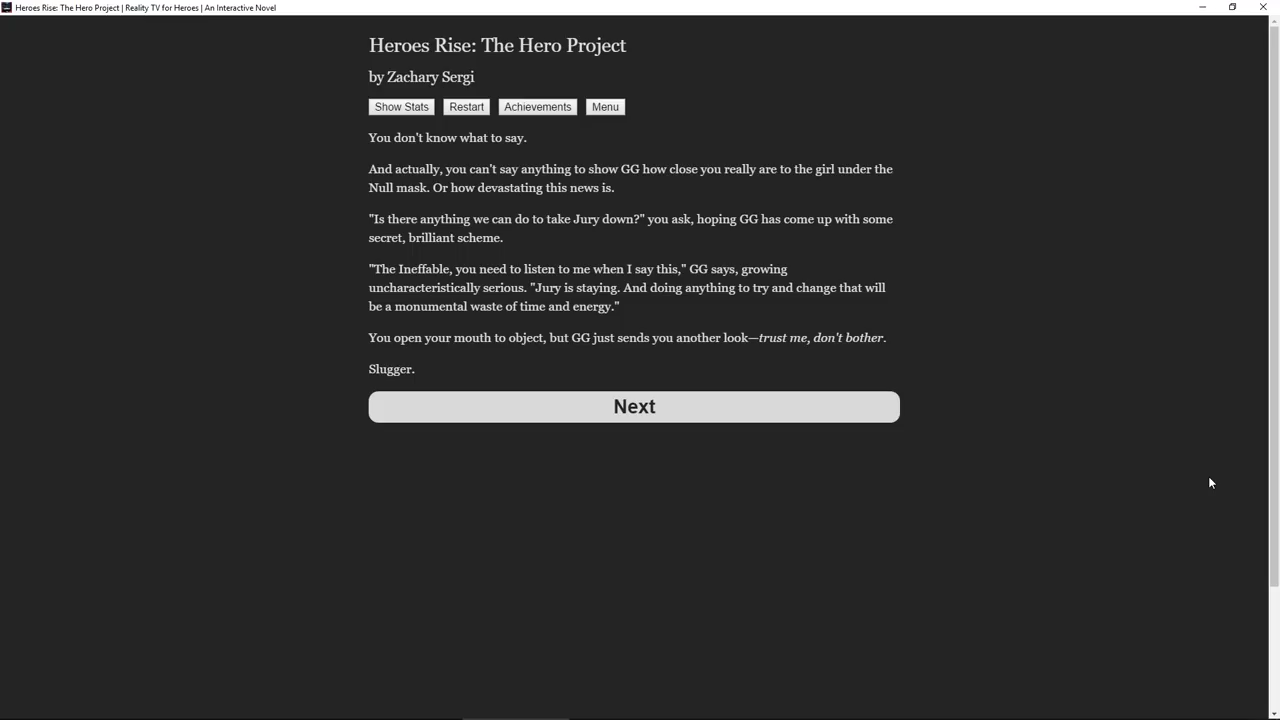 Heroes Rise: The Hero Project | Reality TV for Heroes | An Interactive Novel
Heroes Rise: The Hero Project
by Zachary Sergi
Show Stats Restart Achievements Menu
You don't know what to say.
And actually, you can't say anything to show GG how close you really are to the girl under the
Null mask. Or how devastating this news is.
"Is there anything we can do to take Jury down?" you ask, hoping GG has come up with some
secret, brilliant scheme.
"The Ineffable, you need to listen to me when I say this," GG says, growing
uncharacteristically serious. "Jury is staying. And doing anything to try and change that will
be a monumental waste of time and energy."
You open your mouth to object, but GG just sends you another look—trust me, don't bother.
Slugger.
Next